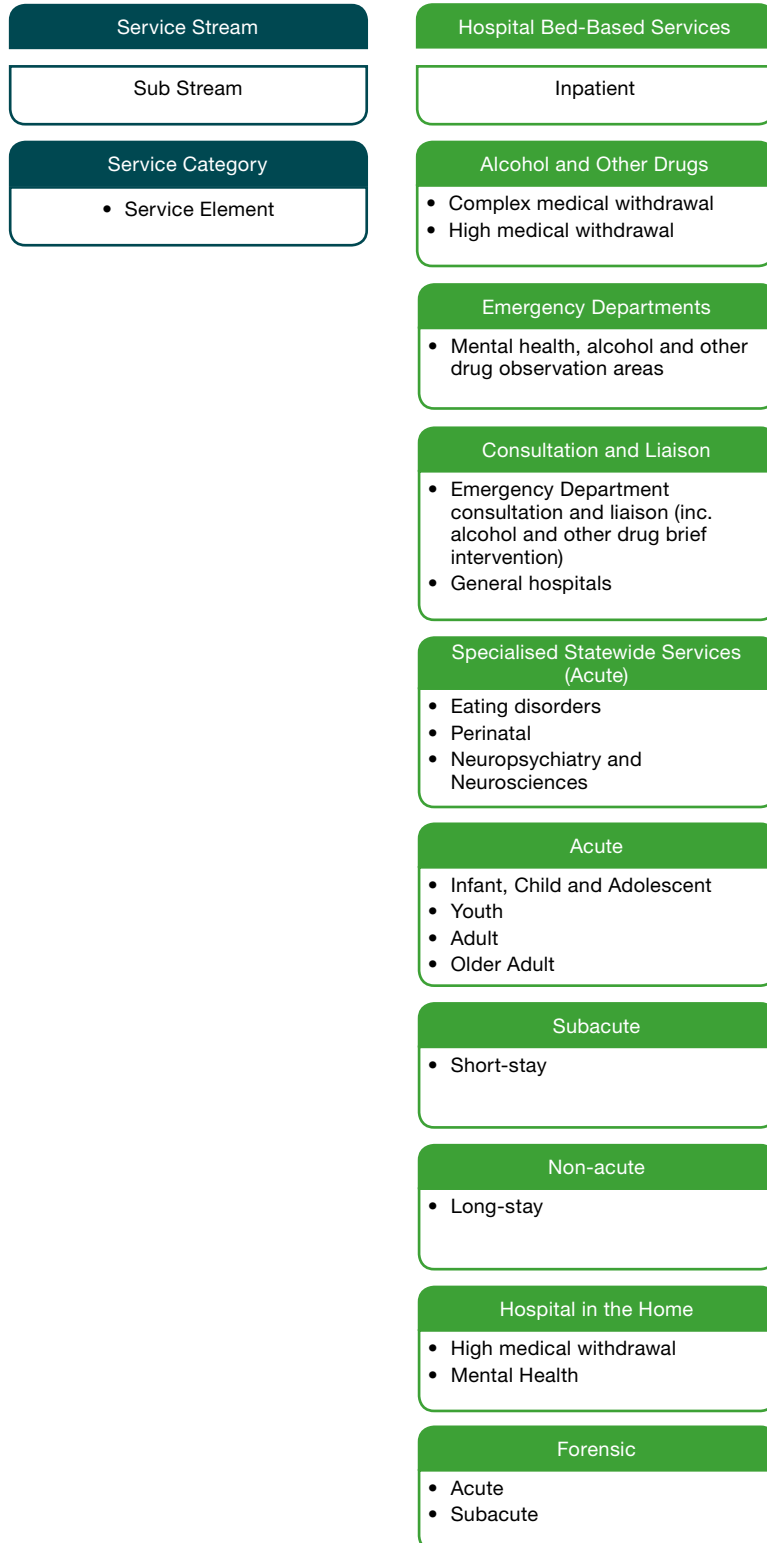 Service Stream
Sub Stream
Service Category
• Service Element
Hospital Bed-Based Services
Inpatient
Alcohol and Other Drugs
• Complex medical withdrawal
• High medical withdrawal
Emergency Departments
• Mental health, alcohol and other
drug observation areas
Consultation and Liaison
• Emergency Department
consultation and liaison (inc.
alcohol and other drug brief
intervention)
• General hospitals
Specialised Statewide Services
(Acute)
• Eating disorders
• Perinatal
• Neuropsychiatry and
Neurosciences
Acute
• Infant, Child and Adolescent
• Youth
• Adult
• Older Adult
Subacute
• Short-stay
Non-acute
• Long-stay
Hospital in the Home
• High medical withdrawal
• Mental Health
Forensic
• Acute
• Subacute